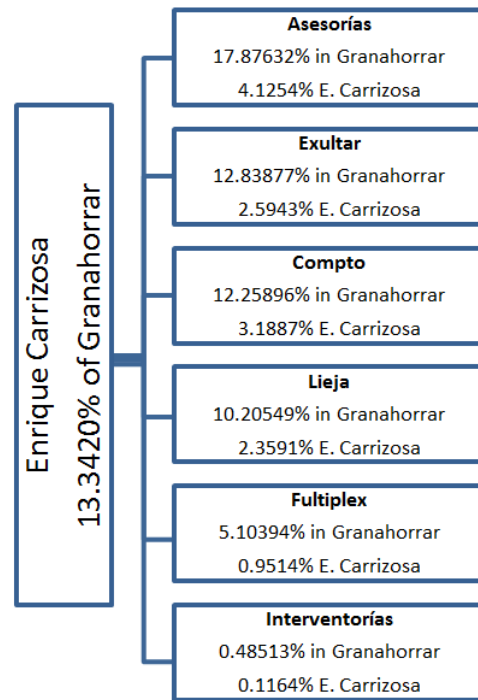 Enrique Carrizosa
13.3420% of Granahorrar
Asesorías
17.87632% in Granahorrar
4.1254% E. Carrizosa
Exultar
12.83877% in Granahorrar
2.5943% E. Carrizosa
Compto
12.25896% in Granahorrar
3.1887% E. Carrizosa
Lieja
10.20549% in Granahorrar
2.3591% E. Carrizosa
Fultiplex
5.10394% in Granahorrar
0.9514% E. Carrizosa
Interventorías
0.48513% in Granahorrar
0.1164% E. Carrizosa